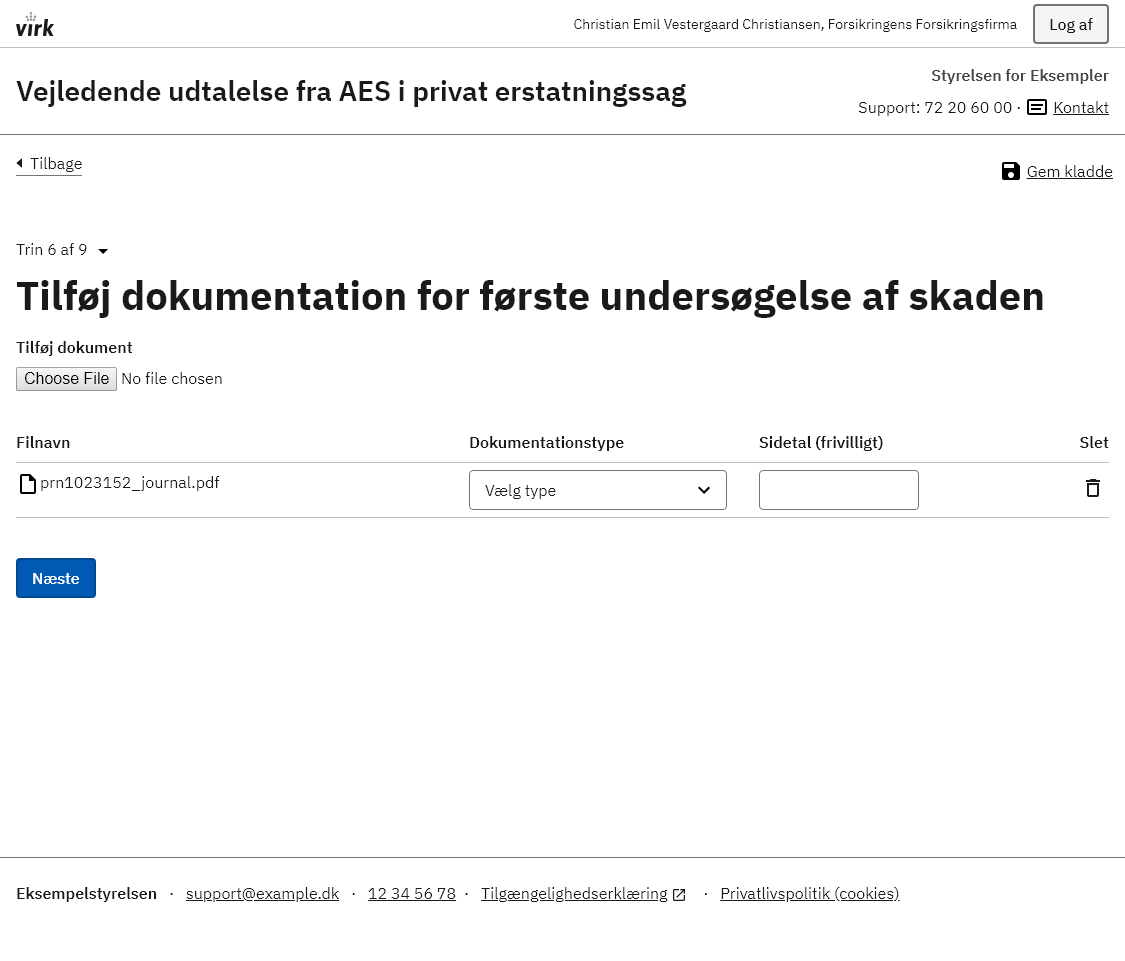 virk
Christian Emil Vestergaard Christiansen, Forsikringens Forsikringsfirma
Log af
Vejledende udtalelse fra AES i privat erstatningssag
Styrelsen for Eksempler
Support: 72 20 60 00 · Kontakt
Tilbage
Gem kladde
Trin 6 af 9
Tilføj dokumentation for første undersøgelse af skaden
Tilføj dokument
Choose File No file chosen
Filnavn Dokumentationstype Sidetal (frivilligt) Slet
prn1023152_journal.pdf Vælg type
Næste
Eksempelstyrelsen · support@example.dk · 12 34 56 78 · Tilgængelighedserklæring · Privatlivspolitik (cookies)